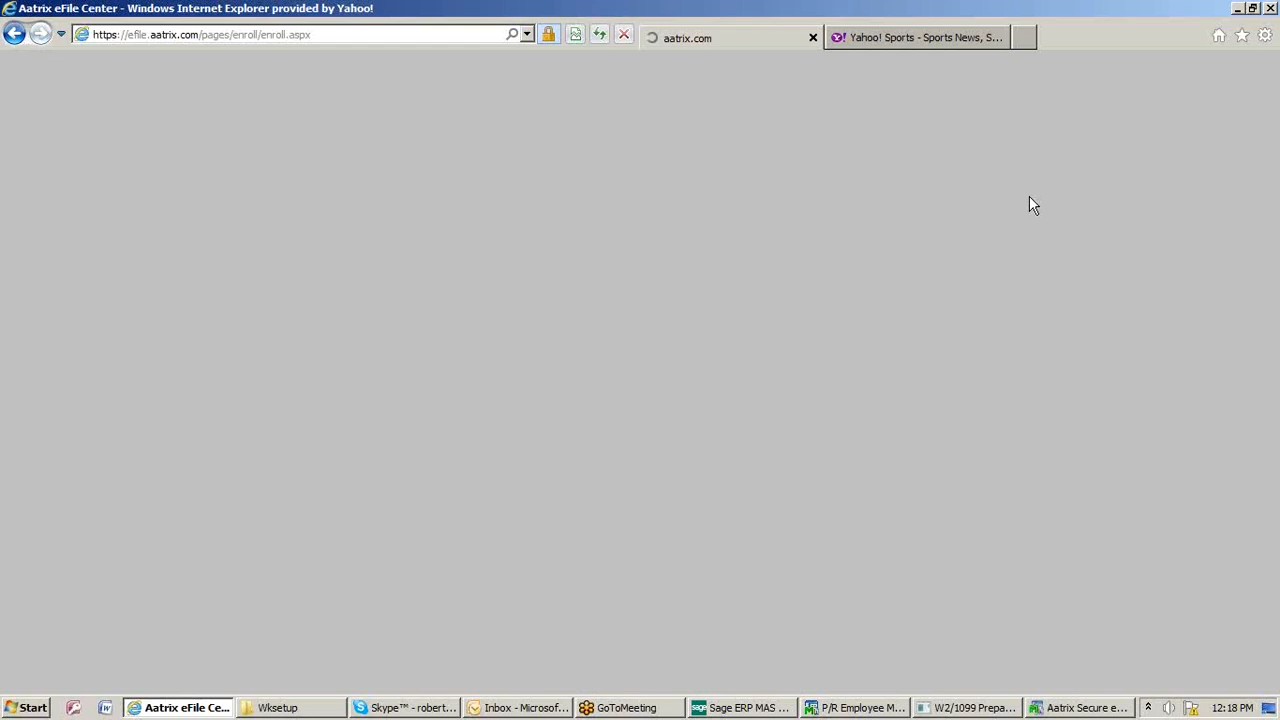 Aatrix eFile Center - Windows Internet Explorer provided by Yahoo!
https://efile.aatrix.com/pages/enroll/enroll.aspx
aatrix.com
Yahoo! Sports - Sports News, S...
Start
Aatrix eFile Ce...
Wksetup
Skype™ - robert...
Inbox - Microsof...
GoToMeeting
sage
Sage ERP MAS ...
P/R Employee M...
W2/1099 Prepa...
Aatrix Secure e...
12:18 PM